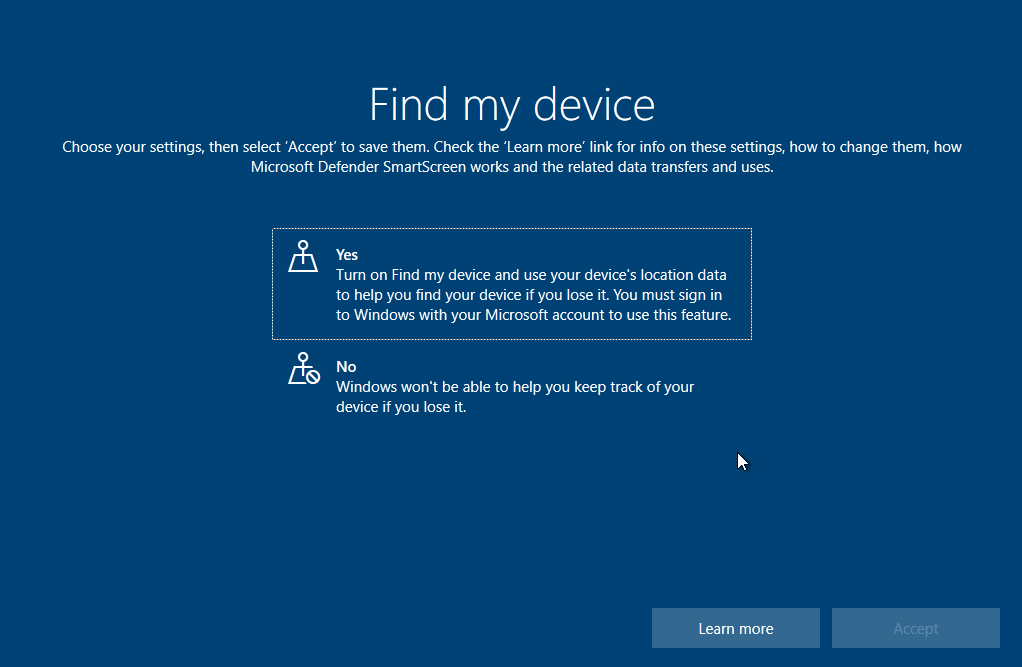 Find my device
Choose your settings, then select ‘Accept’ to save them. Check the ‘Learn more’ link for info on these settings, how to change them, how
Microsoft Defender SmartScreen works and the related data transfers and uses.
Yes
Turn on Find my device and use your device's location data
to help you find your device if you lose it. You must sign in
to Windows with your Microsoft account to use this feature.
No
Windows won't be able to help you keep track of your
device if you lose it.
Learn more
Accept